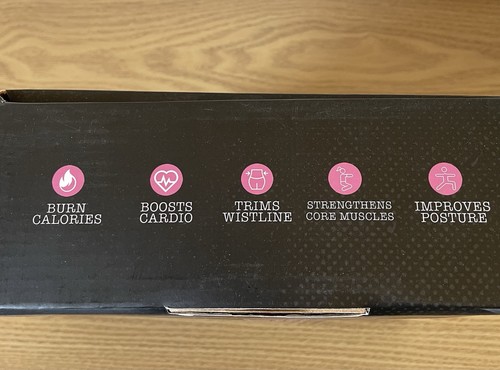 BURN
CALORIES
BOOSTS
CARDIO
TRIMS
WISTLINE
STRENGTHENS
CORE MUSCLES
IMPROVES
POSTURE